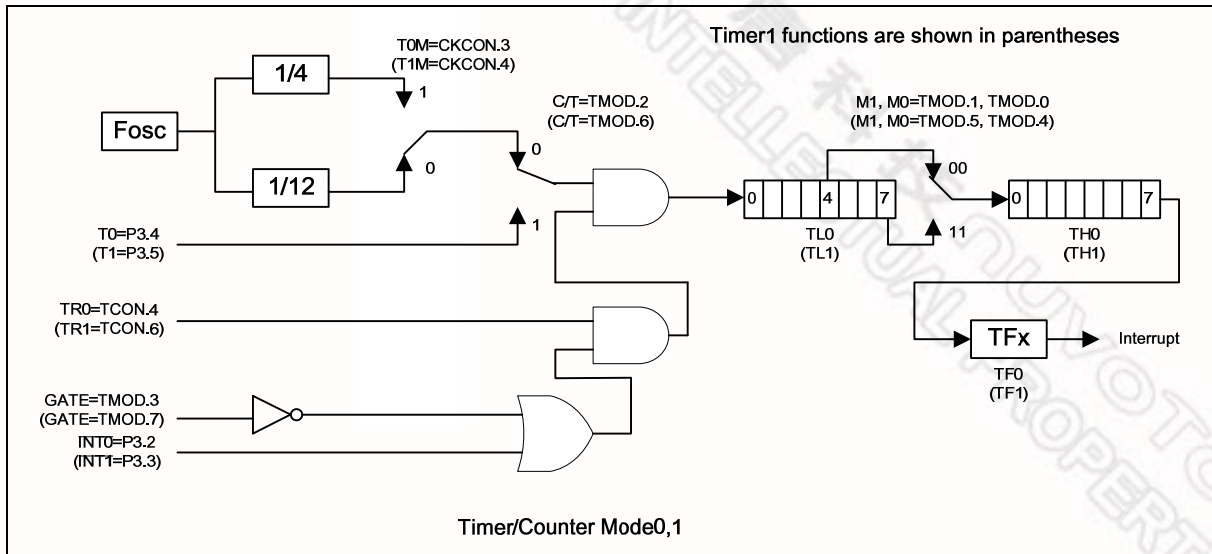 Timer1 functions are shown in parentheses
T0M=CKCON.3
(T1M=CKCON.4)
1/4
1
Fosc
C/T=TMOD.2
(C/T=TMOD.6)
M1, M0=TMOD.1, TMOD.0
(M1, M0=TMOD.5, TMOD.4)
0
0
1/12
00
0
4
7
0
7
1
11
T0=P3.4
(T1=P3.5)
TL0
(TL1)
TH0
(TH1)
TR0=TCON.4
(TR1=TCON.6)
TFx
Interrupt
TF0
(TF1)
GATE=TMOD.3
(GATE=TMOD.7)
INT0=P3.2
(INT1=P3.3)
Timer/Counter Mode0,1
INTELLECTUAL PROPERT
NUVOTO